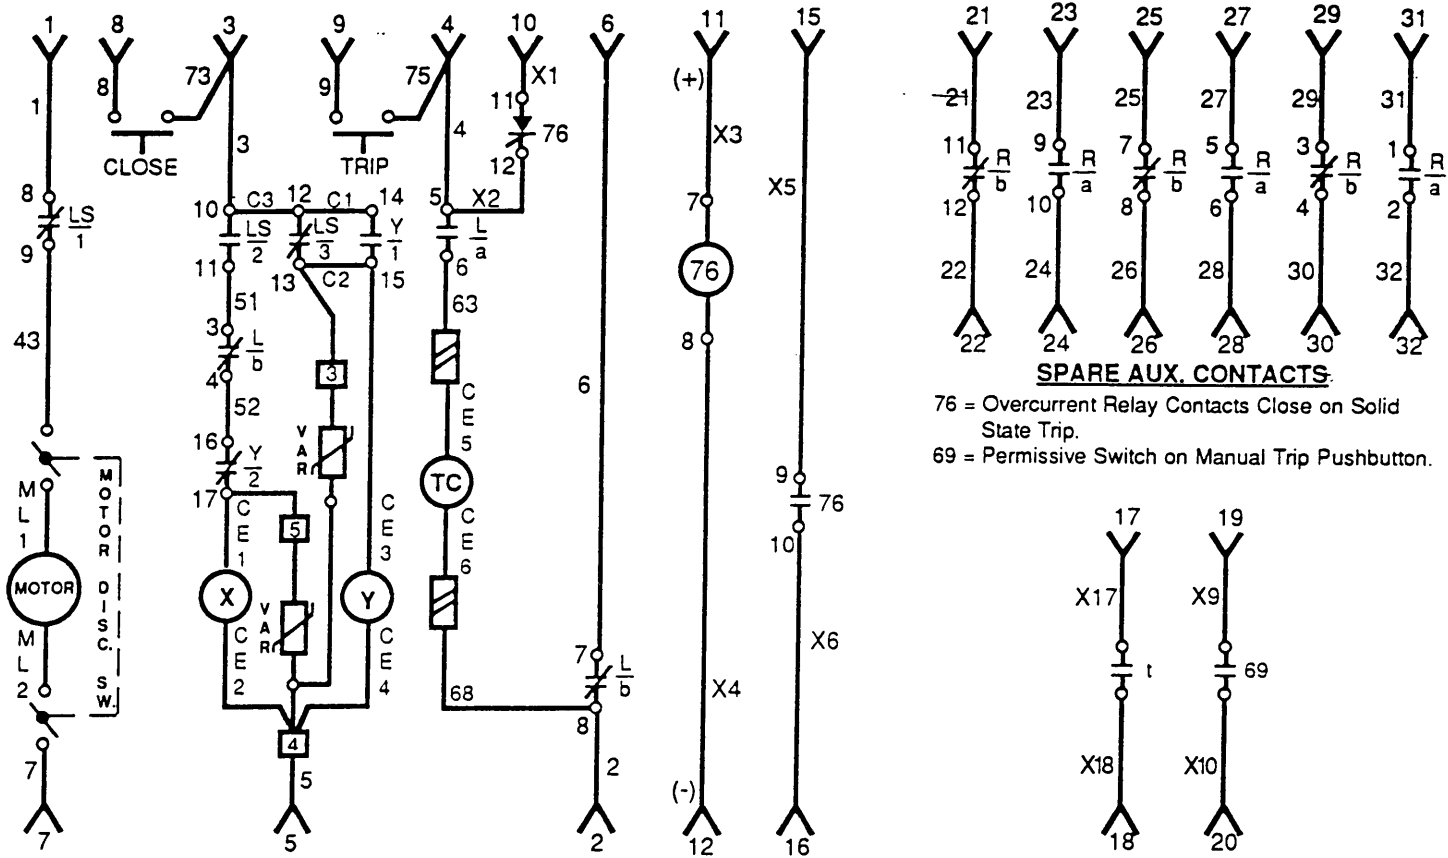 1 8 3 9 4 10 6 11 15 21 23 25 27 29 31
8 73 9 75 X1 (+)
1 11 21 23 25 27 29 31
CLOSE 3 TRIP 4 76 X3
12 11 9 7 5 3 1
R/b R/a R/b R/a R/b R/a
8 LS/1 X5
10 C3 12 C1 14 5 X2 7 12 10 8 6 4 2
9 LS/2 LS/3 Y/1 L/a
11 13 C2 15 6 76 22 24 26 28 30 32
51 63
43 3 L/b 8 22 24 26 28 30 32
4 3 SPARE AUX. CONTACTS
52 C E 5 6 76 = Overcurrent Relay Contacts Close on Solid
State Trip.
16 Y/2 VAR 69 = Permissive Switch on Manual Trip Pushbutton.
17 TC 9 76
M L 1 C E 1 5 C E 3 C E 6 10 17 19
MOTOR DISC. SW.
MOTOR X Y X17 X9
M L 2 C E 2 VAR C E 4 X6
7 L/b t 69
68 X4
8
4
7 5 2 (-) X18 X10
7 5 2 12 16 18 20